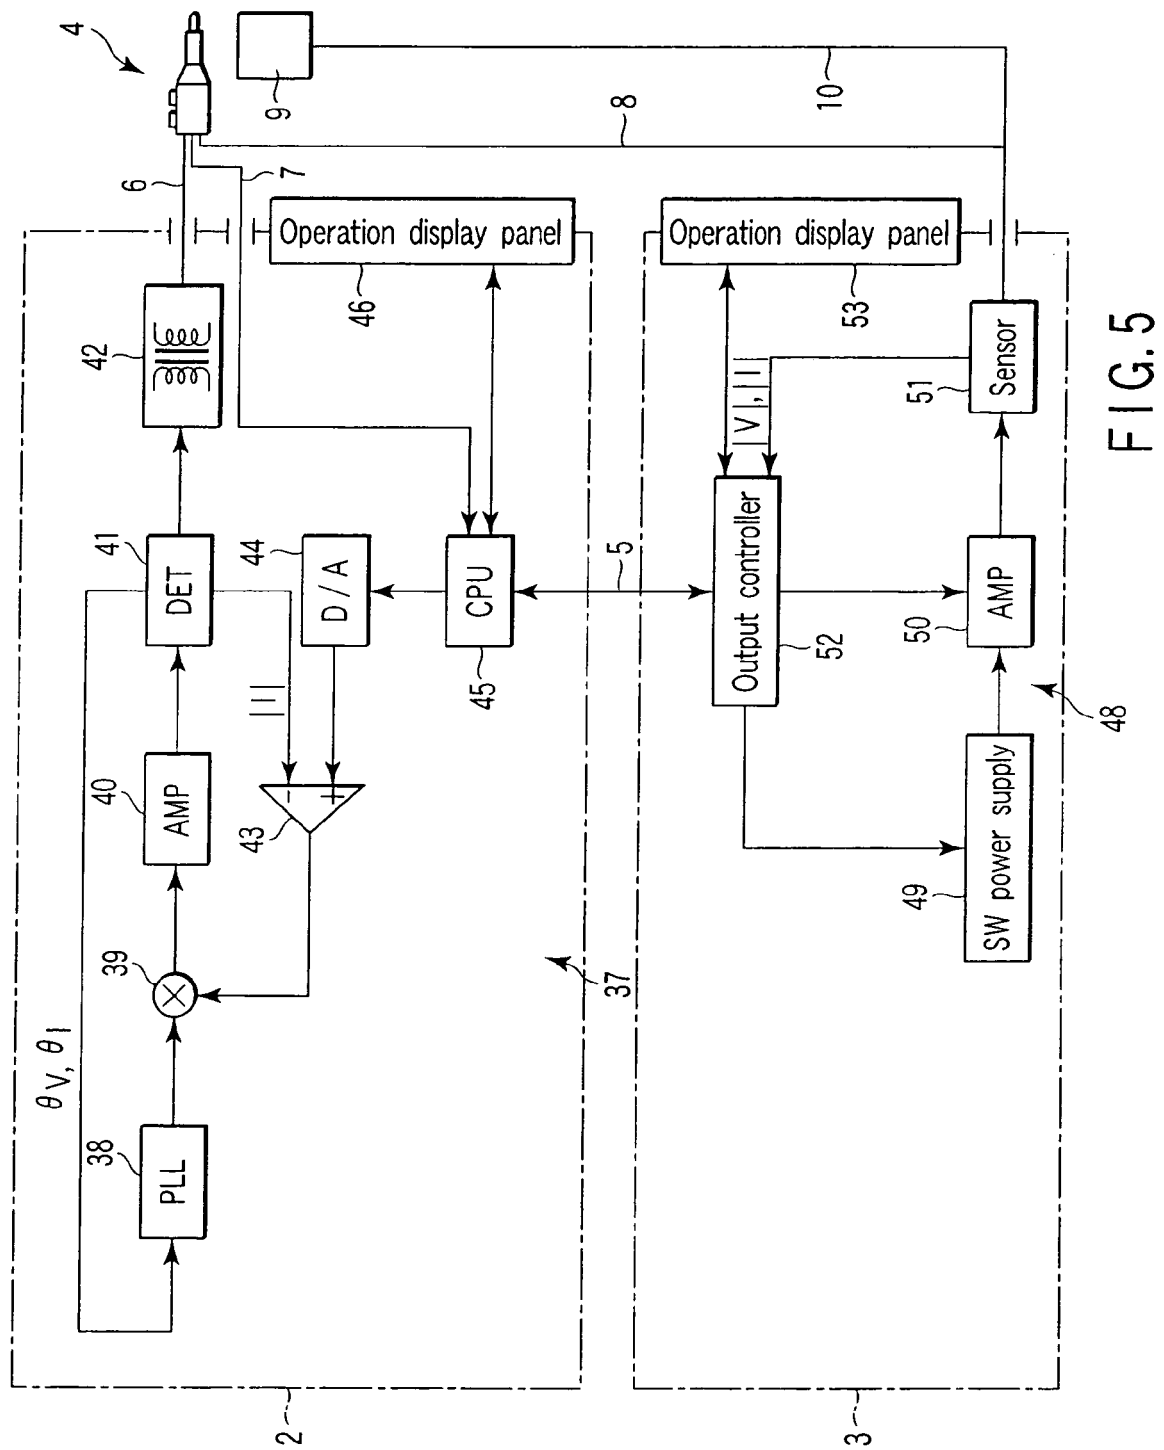 4
6
7
8
9
10
42
41
DET
40
AMP
39
38
PLL
θV, θI
|I|
43
−
+
44
D/A
45
CPU
46
Operation display panel
37
2
5
Operation display panel
53
|V|, |I|
Output controller
52
51
Sensor
50
AMP
49
SW power supply
48
3
FIG. 5